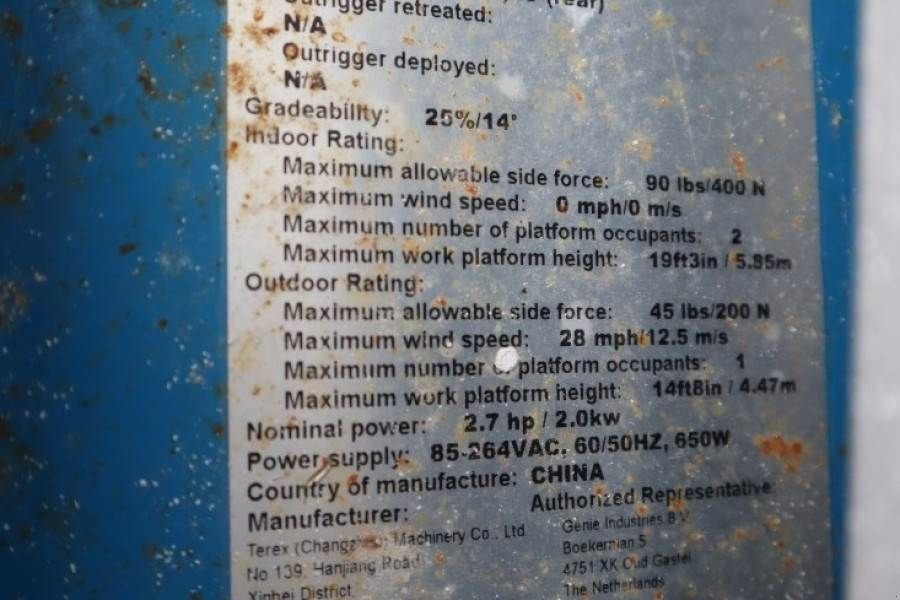 Outrigger retreated:
N/A
Outrigger deployed:
N/A
Gradeability: 25%/14°
Indoor Rating:
Maximum allowable side force: 90 lbs/400 N
Maximum wind speed: 0 mph/0 m/s
Maximum number of platform occupants: 2
Maximum work platform height: 19ft3in / 5.85m
Outdoor Rating:
Maximum allowable side force: 45 lbs/200 N
Maximum wind speed: 28 mph/12.5 m/s
Maximum number of platform occupants: 1
Maximum work platform height: 14ft8in / 4.47m
Nominal power: 2.7 hp / 2.0kw
Power supply: 85-264VAC, 60/50HZ, 650W
Country of manufacture: CHINA
Manufacturer: Authorized Representative
Terex (Changzhou) Machinery Co., Ltd Genie Industries B.V
No 139, Hanjiang Road Boekerman 5
Xinbei District 4751 XK Oud Gastel
The Netherlands